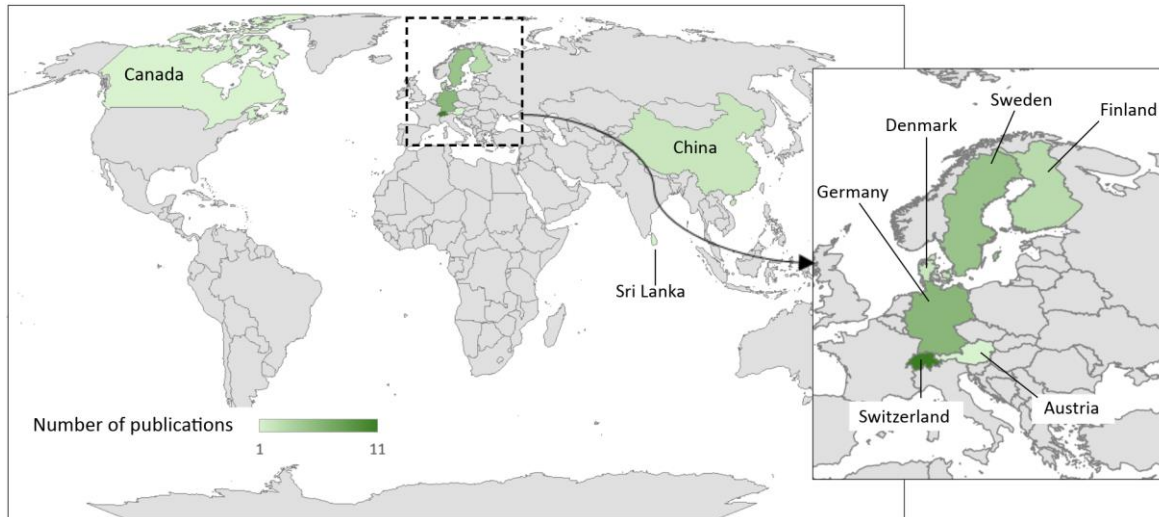 Canada
China
Sri Lanka
Number of publications
1
11
Sweden
Denmark
Finland
Germany
Switzerland
Austria